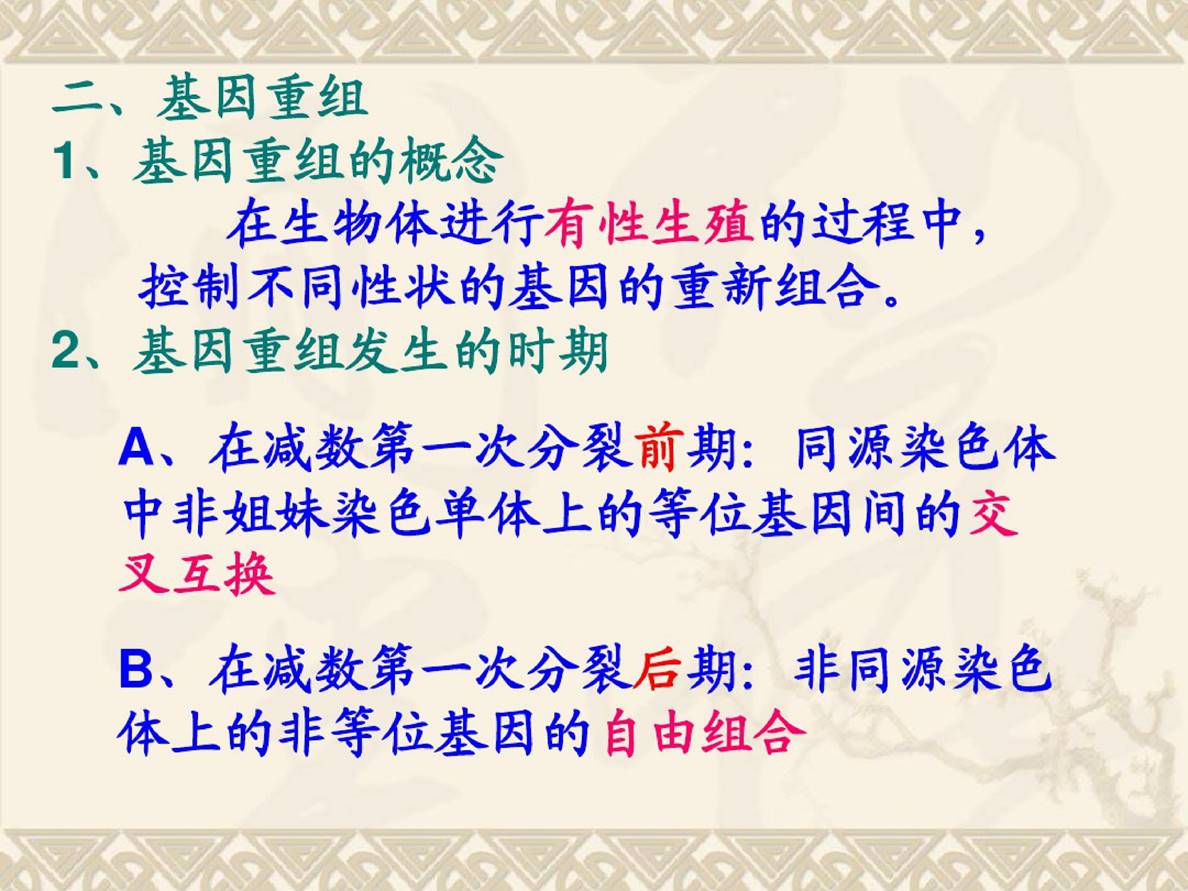 二、基因重组
1、基因重组的概念
在生物体进行有性生殖的过程中，
控制不同性状的基因的重新组合。
2、基因重组发生的时期
A、在减数第一次分裂前期：同源染色体
中非姐妹染色单体上的等位基因间的交
叉互换
B、在减数第一次分裂后期：非同源染色
体上的非等位基因的自由组合